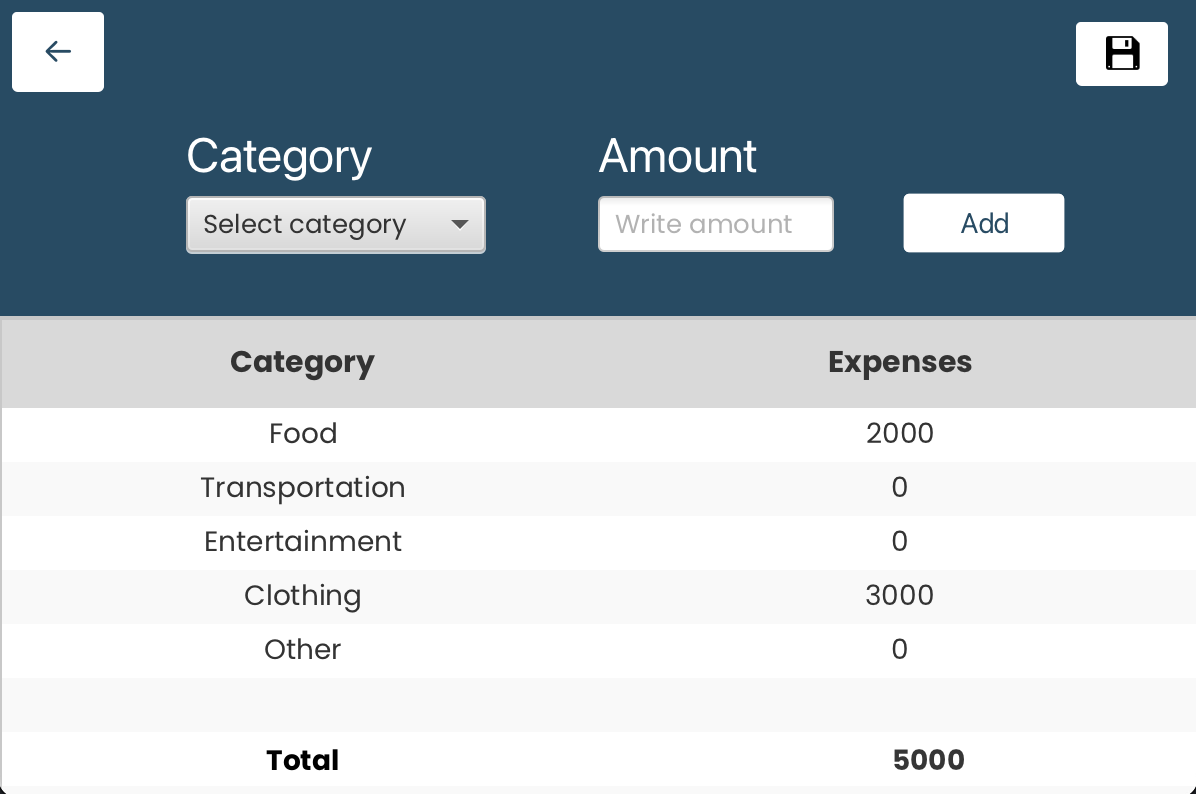 Category Amount
Select category Write amount Add
Category Expenses
Food 2000
Transportation 0
Entertainment 0
Clothing 3000
Other 0
Total 5000